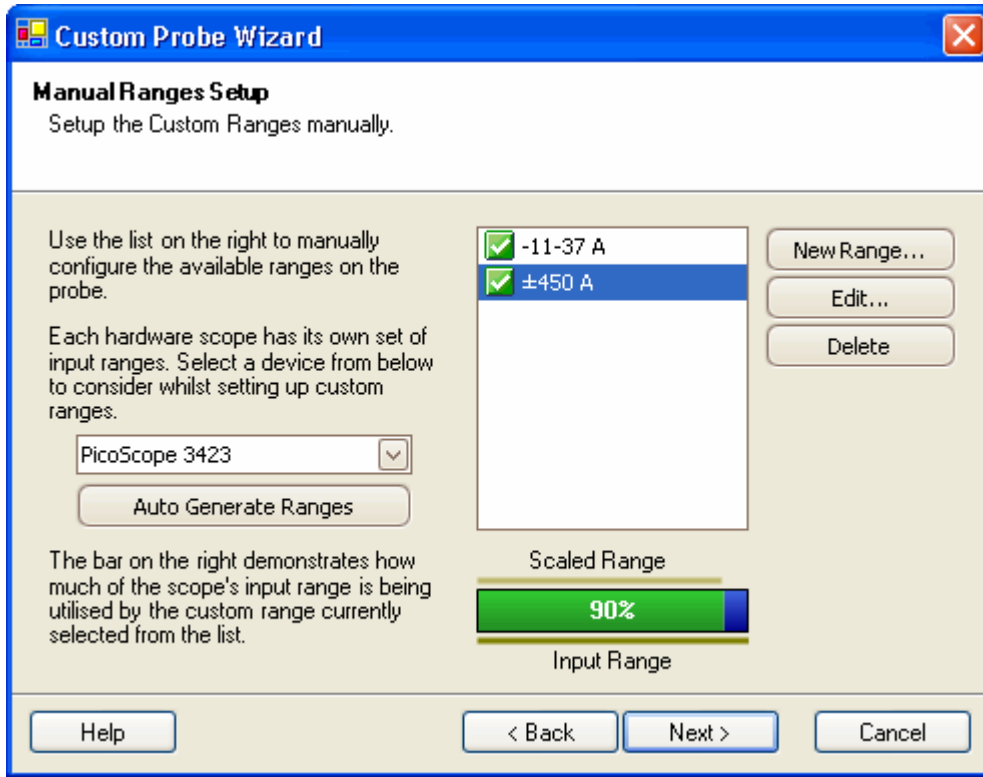 Custom Probe Wizard
Manual Ranges Setup
Setup the Custom Ranges manually.
Use the list on the right to manually
configure the available ranges on the
probe.
Each hardware scope has its own set of
input ranges. Select a device from below
to consider whilst setting up custom
ranges.
PicoScope 3423
Auto Generate Ranges
The bar on the right demonstrates how
much of the scope's input range is being
utilised by the custom range currently
selected from the list.
-11-37 A
±450 A
New Range...
Edit...
Delete
Scaled Range
90%
Input Range
Help
< Back
Next >
Cancel